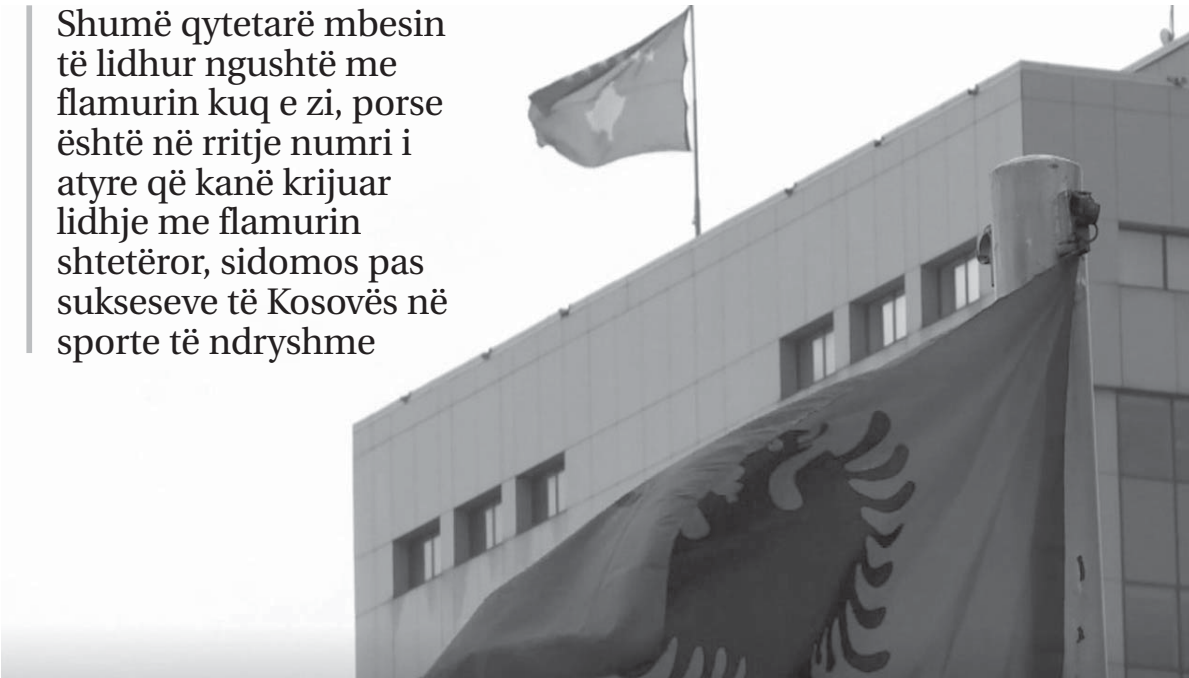 Shumë qytetarë mbesin
të lidhur ngushtë me
flamurin kuq e zi, porse
është në rritje numri i
atyre që kanë krijuar
lidhje me flamurin
shtetëror, sidomos pas
sukseseve të Kosovës në
sporte të ndryshme